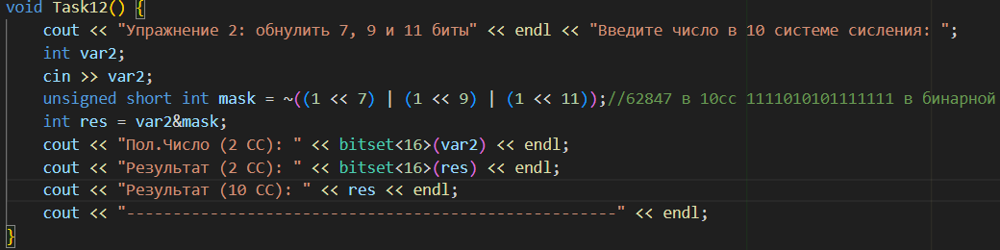 void Task12() {
    cout << "Упражнение 2: обнулить 7, 9 и 11 биты" << endl << "Введите число в 10 системе сисления: ";
    int var2;
    cin >> var2;
    unsigned short int mask = ~((1 << 7) | (1 << 9) | (1 << 11));//62847 в 10сс 1111010101111111 в бинарной
    int res = var2&mask;
    cout << "Пол.Число (2 СС): " << bitset<16>(var2) << endl;
    cout << "Результат (2 СС): " << bitset<16>(res) << endl;
    cout << "Результат (10 СС): " << res << endl;
    cout << "-----------------------------------------------------" << endl;
}